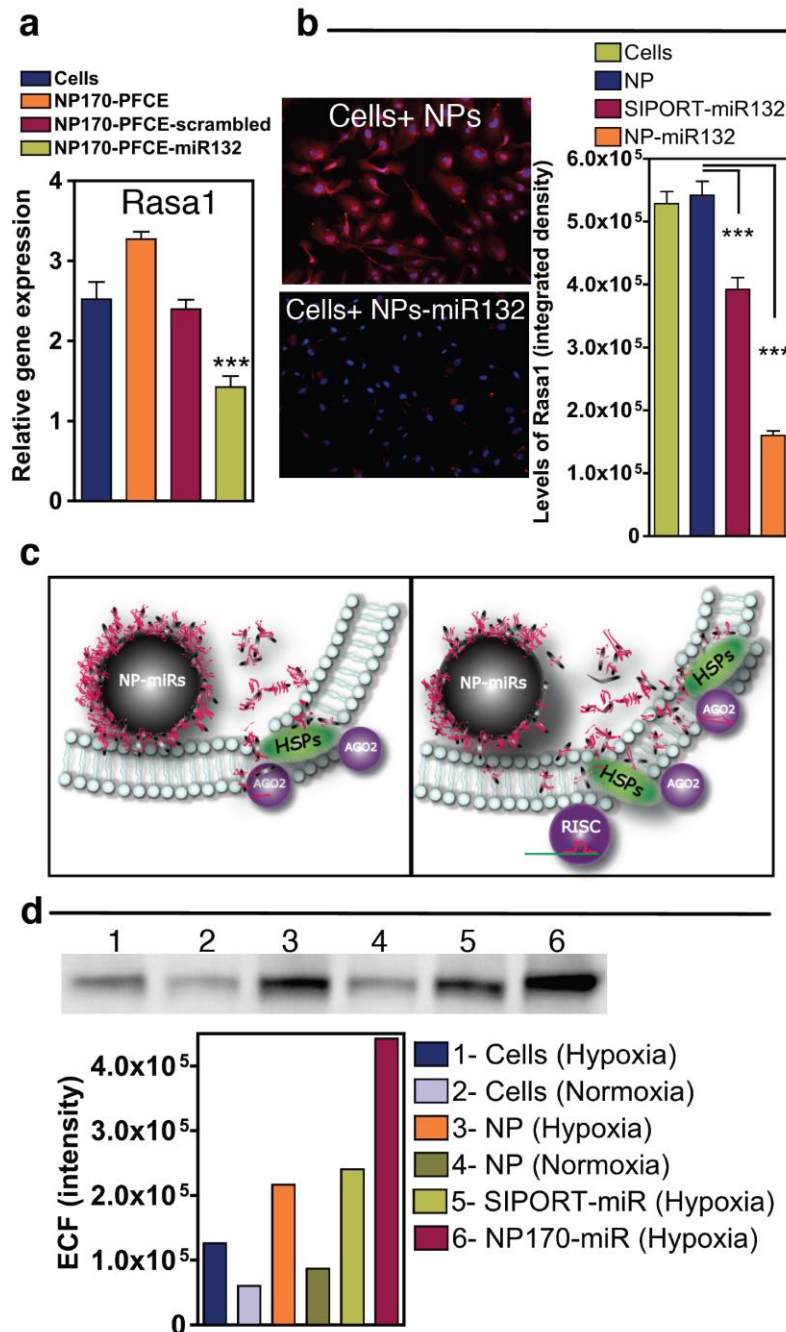 a
Cells
NP170-PFCE
NP170-PFCE-scrambled
NP170-PFCE-miR132
Rasa1
Relative gene expression
4
3
2
1
0
***
b
Cells+ NPs
Cells+ NPs-miR132
Cells
NP
SIPORT-miR132
NP-miR132
Levels of Rasa1 (integrated density)
6.0x10⁵
5.0x10⁵
4.0x10⁵
3.0x10⁵
2.0x10⁵
1.0x10⁵
0
***
***
c
NP-miRs
HSPs
AGO2
AGO2
NP-miRs
HSPs
AGO2
HSPs
AGO2
RISC
d
1 2 3 4 5 6
ECF (intensity)
4.0x10⁵
3.0x10⁵
2.0x10⁵
1.0x10⁵
0
1- Cells (Hypoxia)
2- Cells (Normoxia)
3- NP (Hypoxia)
4- NP (Normoxia)
5- SIPORT-miR (Hypoxia)
6- NP170-miR (Hypoxia)